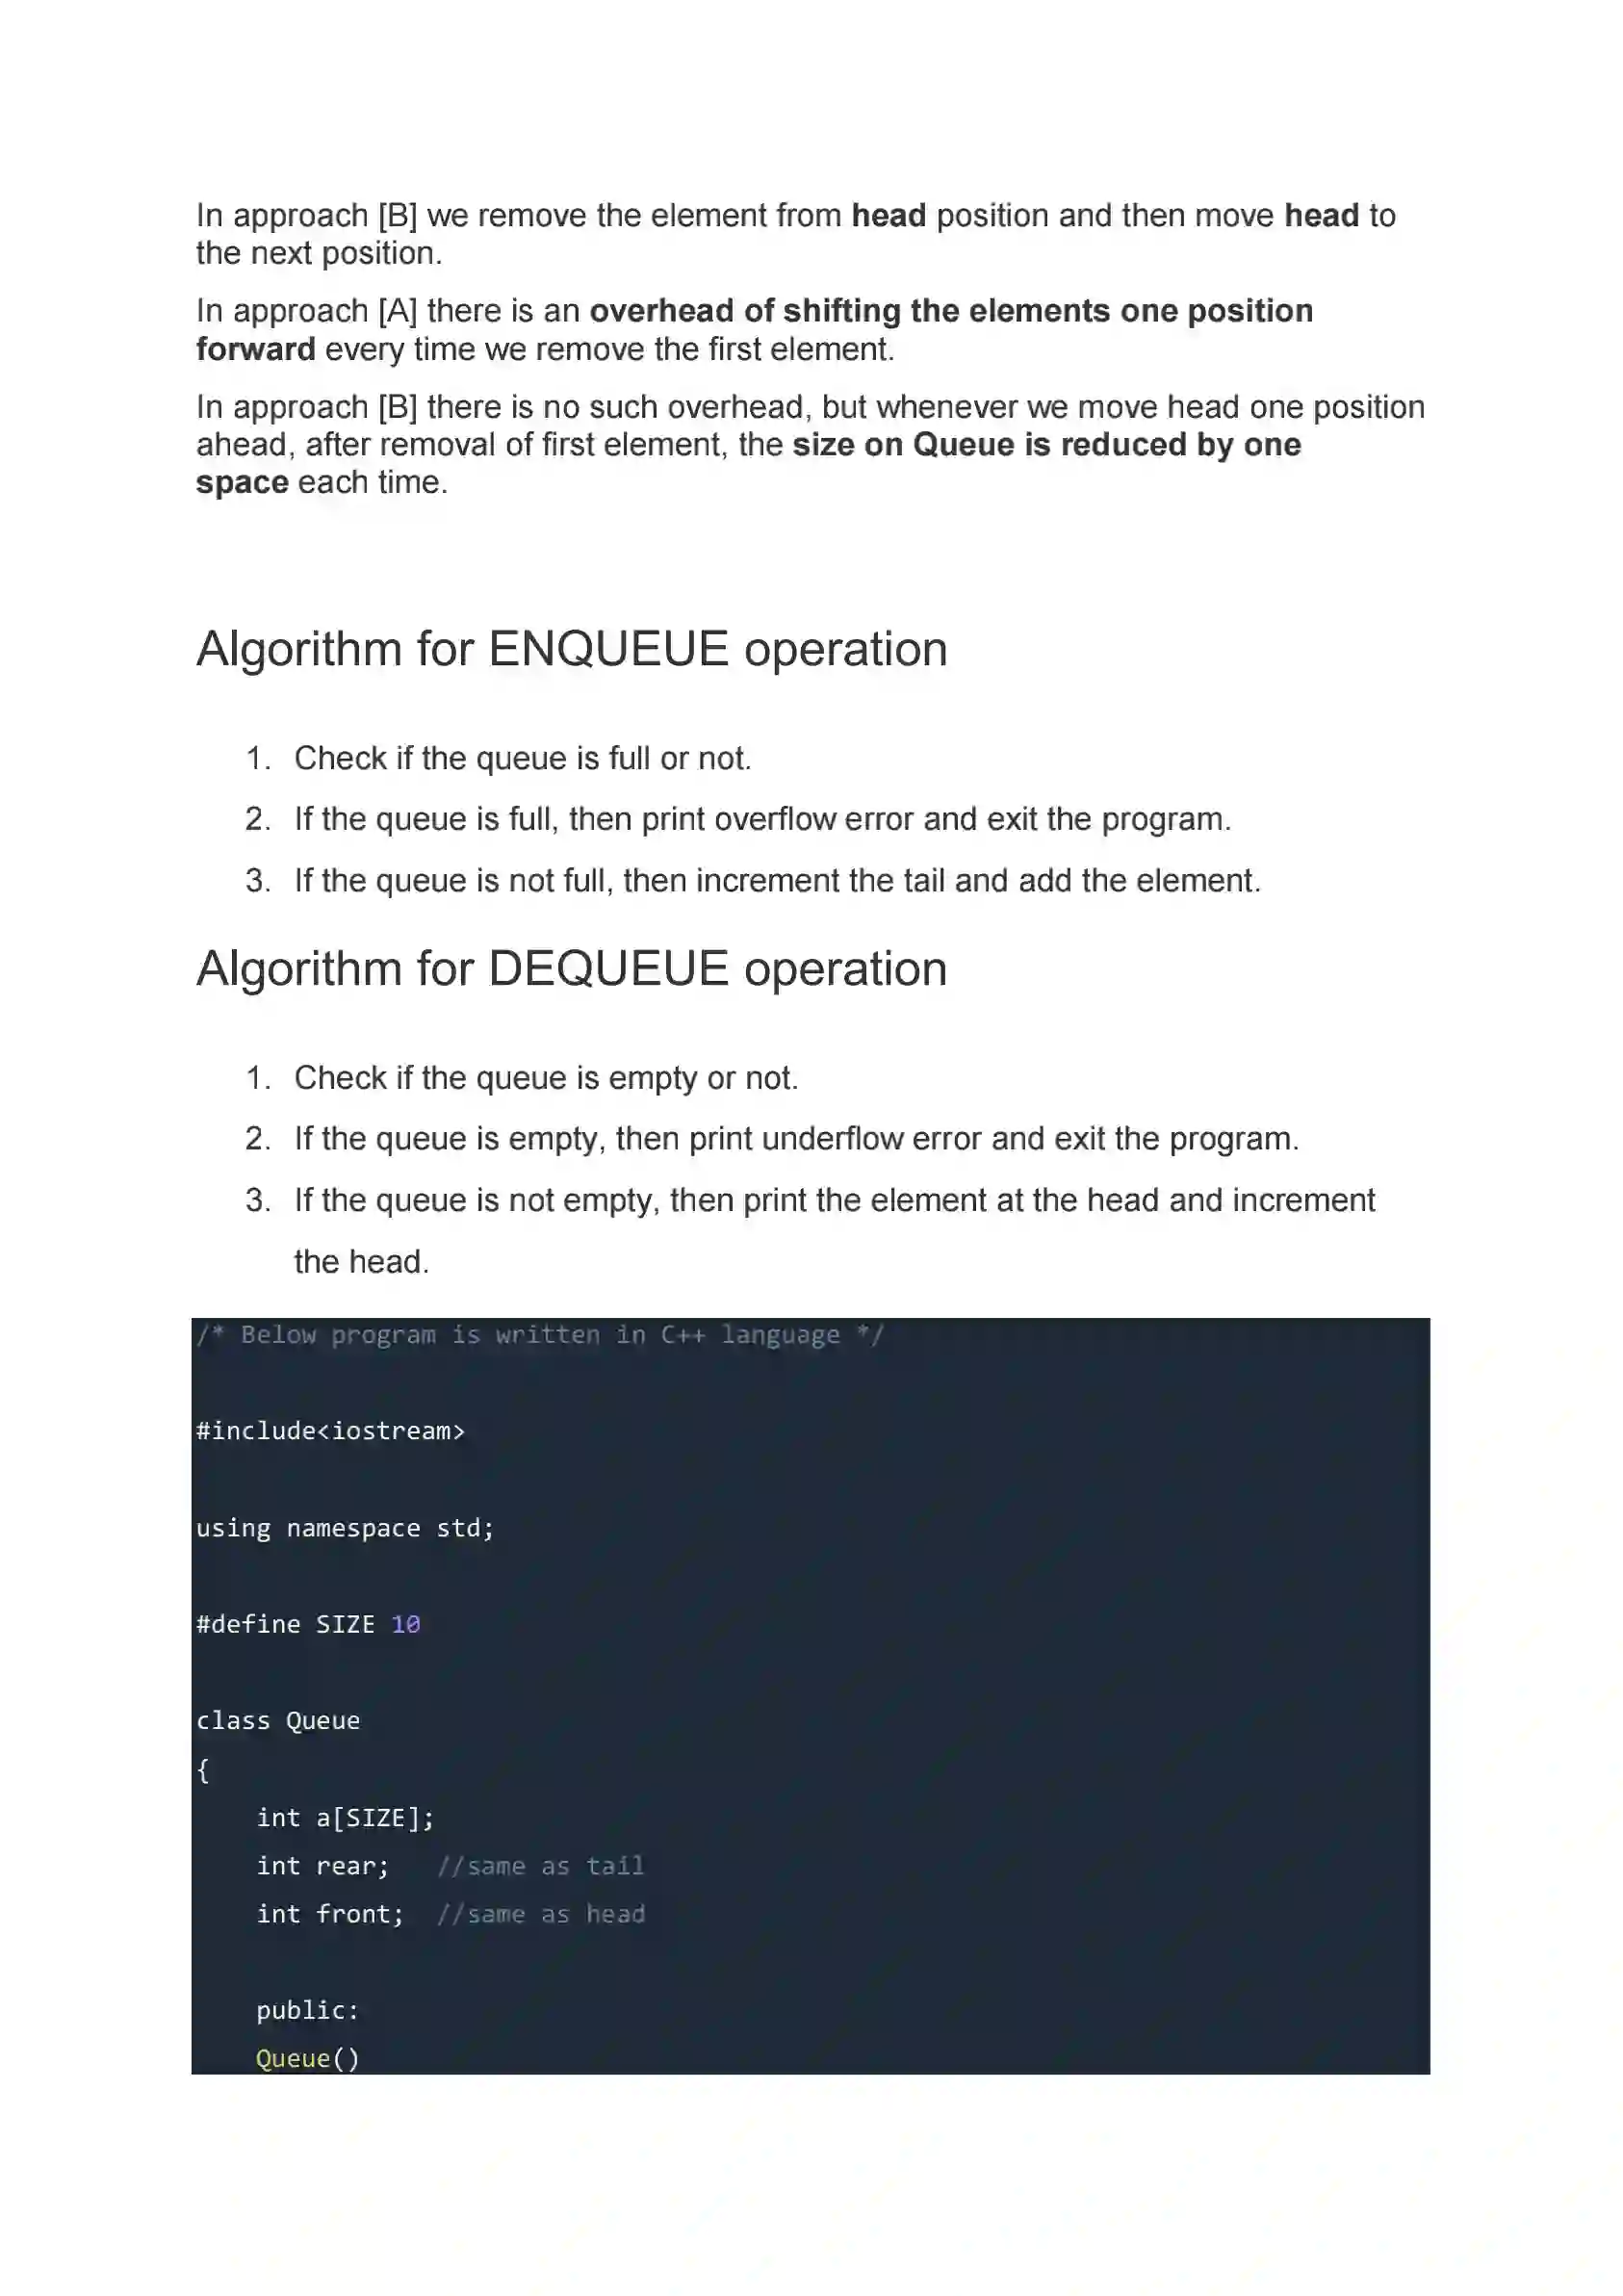 In approach [B] we remove the element from head position and then move head to
the next position.
In approach [A] there is an overhead of shifting the elements one position
forward every time we remove the first element.
In approach [B] there is no such overhead, but whenever we move head one position
ahead, after removal of first element, the size on Queue is reduced by one
space each time.
Algorithm for ENQUEUE operation
1. Check if the queue is full or not.
2. If the queue is full, then print overflow error and exit the program.
3. If the queue is not full, then increment the tail and add the element.
Algorithm for DEQUEUE operation
1. Check if the queue is empty or not.
2. If the queue is empty, then print underflow error and exit the program.
3. If the queue is not empty, then print the element at the head and increment
the head.
/* Below program is written in C++ language */
#include<iostream>
using namespace std;
#define SIZE 10
class Queue
{
    int a[SIZE];
    int rear;   //same as tail
    int front;  //same as head
    public:
    Queue()